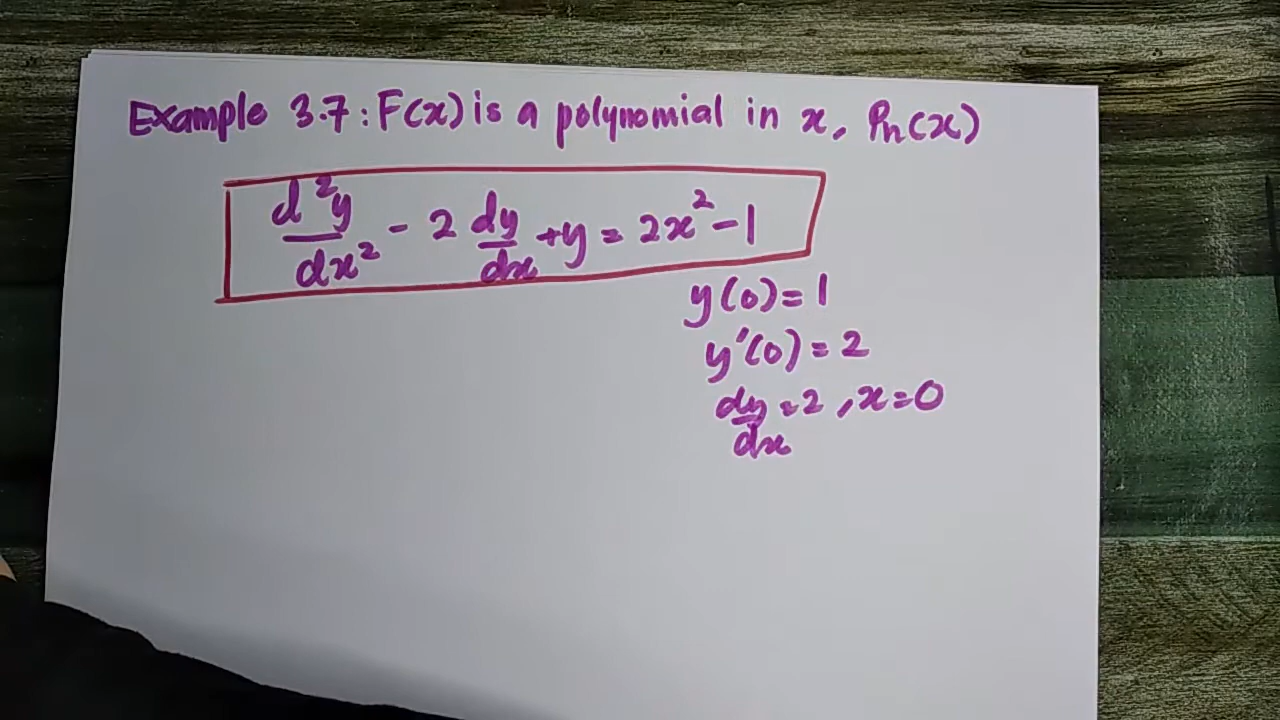 Example 3.7: F(x) is a polynomial in x, Pn(x)
d²y/dx² - 2 dy/dx + y = 2x² - 1
y(0) = 1
y'(0) = 2
dy/dx = 2, x = 0